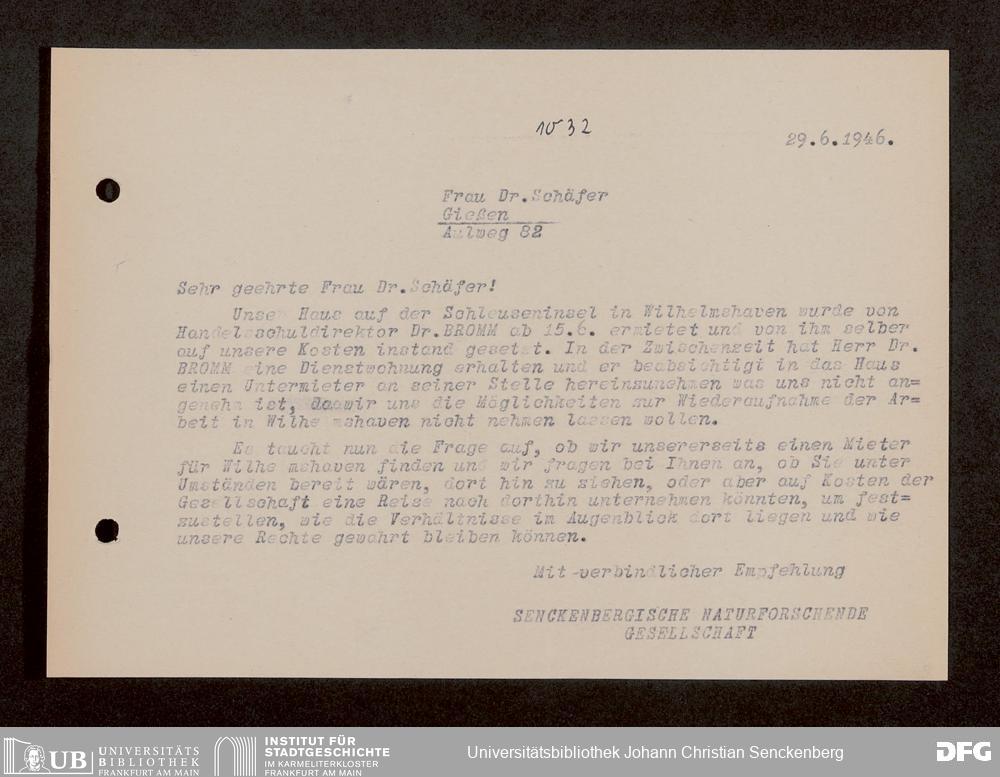 1032
29.6.1946.
Frau Dr.Schäfer
Gießen
Aulweg 82
Sehr geehrte Frau Dr.Schäfer!
Unser Haus auf der Schleuseninsel in Wilhelmshaven wurde von
Handelsschuldirektor Dr.BROMM ab 15.6. ermietet und von ihm selber
auf unsere Kosten instand gesetzt. In der Zwischenzeit hat Herr Dr.
BROMM eine Dienstwohnung erhalten und er beabsichtigt in das Haus
einen Untermieter an seiner Stelle hereinzunehmen was uns nicht an=
genehm ist, dawir uns die Möglichkeiten zur Wiederaufnahme der Ar=
beit in Wilhelmshaven nicht nehmen lassen wollen.
Es taucht nun die Frage auf, ob wir unsererseits einen Mieter
für Wilhelmshaven finden und wir fragen bei Ihnen an, ob Sie unter
Umständen bereit wären, dort hin zu ziehen, oder aber auf Kosten der
Gesellschaft eine Reise nach dorthin unternehmen könnten, um fest=
zustellen, wie die Verhältnisse im Augenblick dort liegen und wie
unsere Rechte gewahrt bleiben können.
Mit verbindlicher Empfehlung
SENCKENBERGISCHE NATURFORSCHENDE
GESELLSCHAFT
UB UNIVERSITÄTS
BIBLIOTHEK
FRANKFURT AM MAIN
INSTITUT FÜR
STADTGESCHICHTE
IM KARMELITERKLOSTER
FRANKFURT AM MAIN
Universitätsbibliothek Johann Christian Senckenberg
DFG